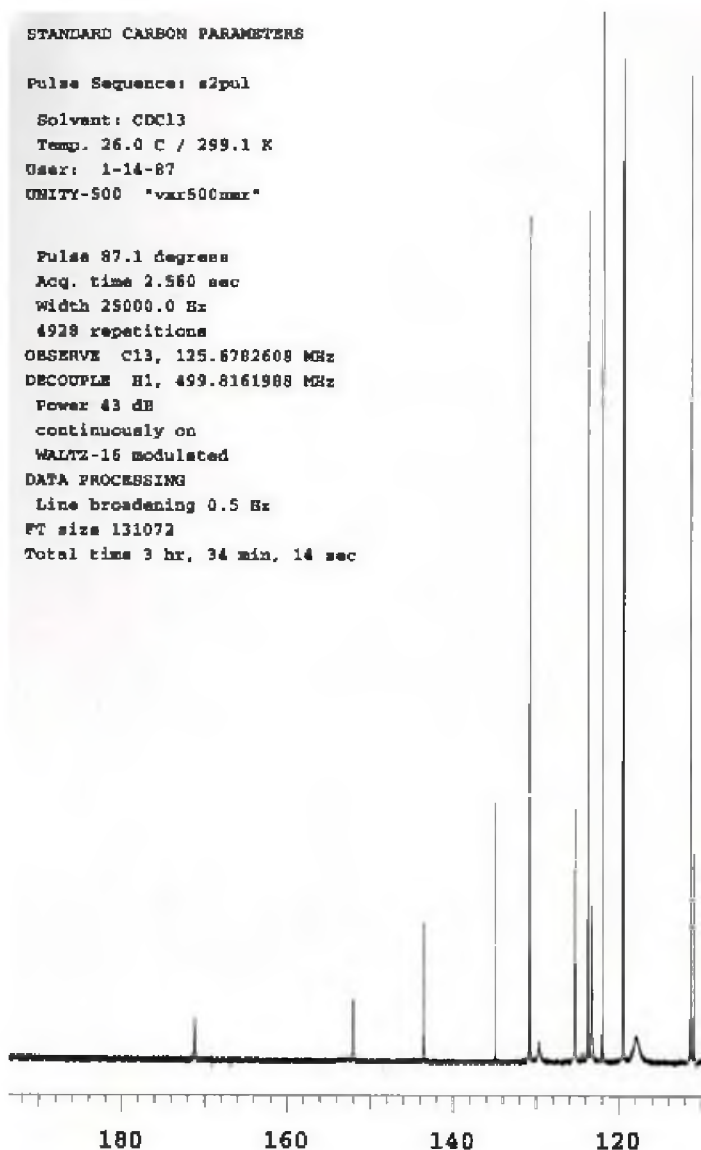 STANDARD CARBON PARAMETERS
Pulse Sequence: s2pul
Solvent: CDCl3
Temp. 26.0 C / 299.1 K
User: 1-14-87
UNITY-500 "vxr500nmr"
Pulse 87.1 degrees
Acq. time 2.560 sec
Width 25000.0 Hz
4928 repetitions
OBSERVE C13, 125.6782608 MHz
DECOUPLE H1, 499.8161988 MHz
Power 43 dB
continuously on
WALTZ-16 modulated
DATA PROCESSING
Line broadening 0.5 Hz
FT size 131072
Total time 3 hr, 34 min, 14 sec
180 160 140 120